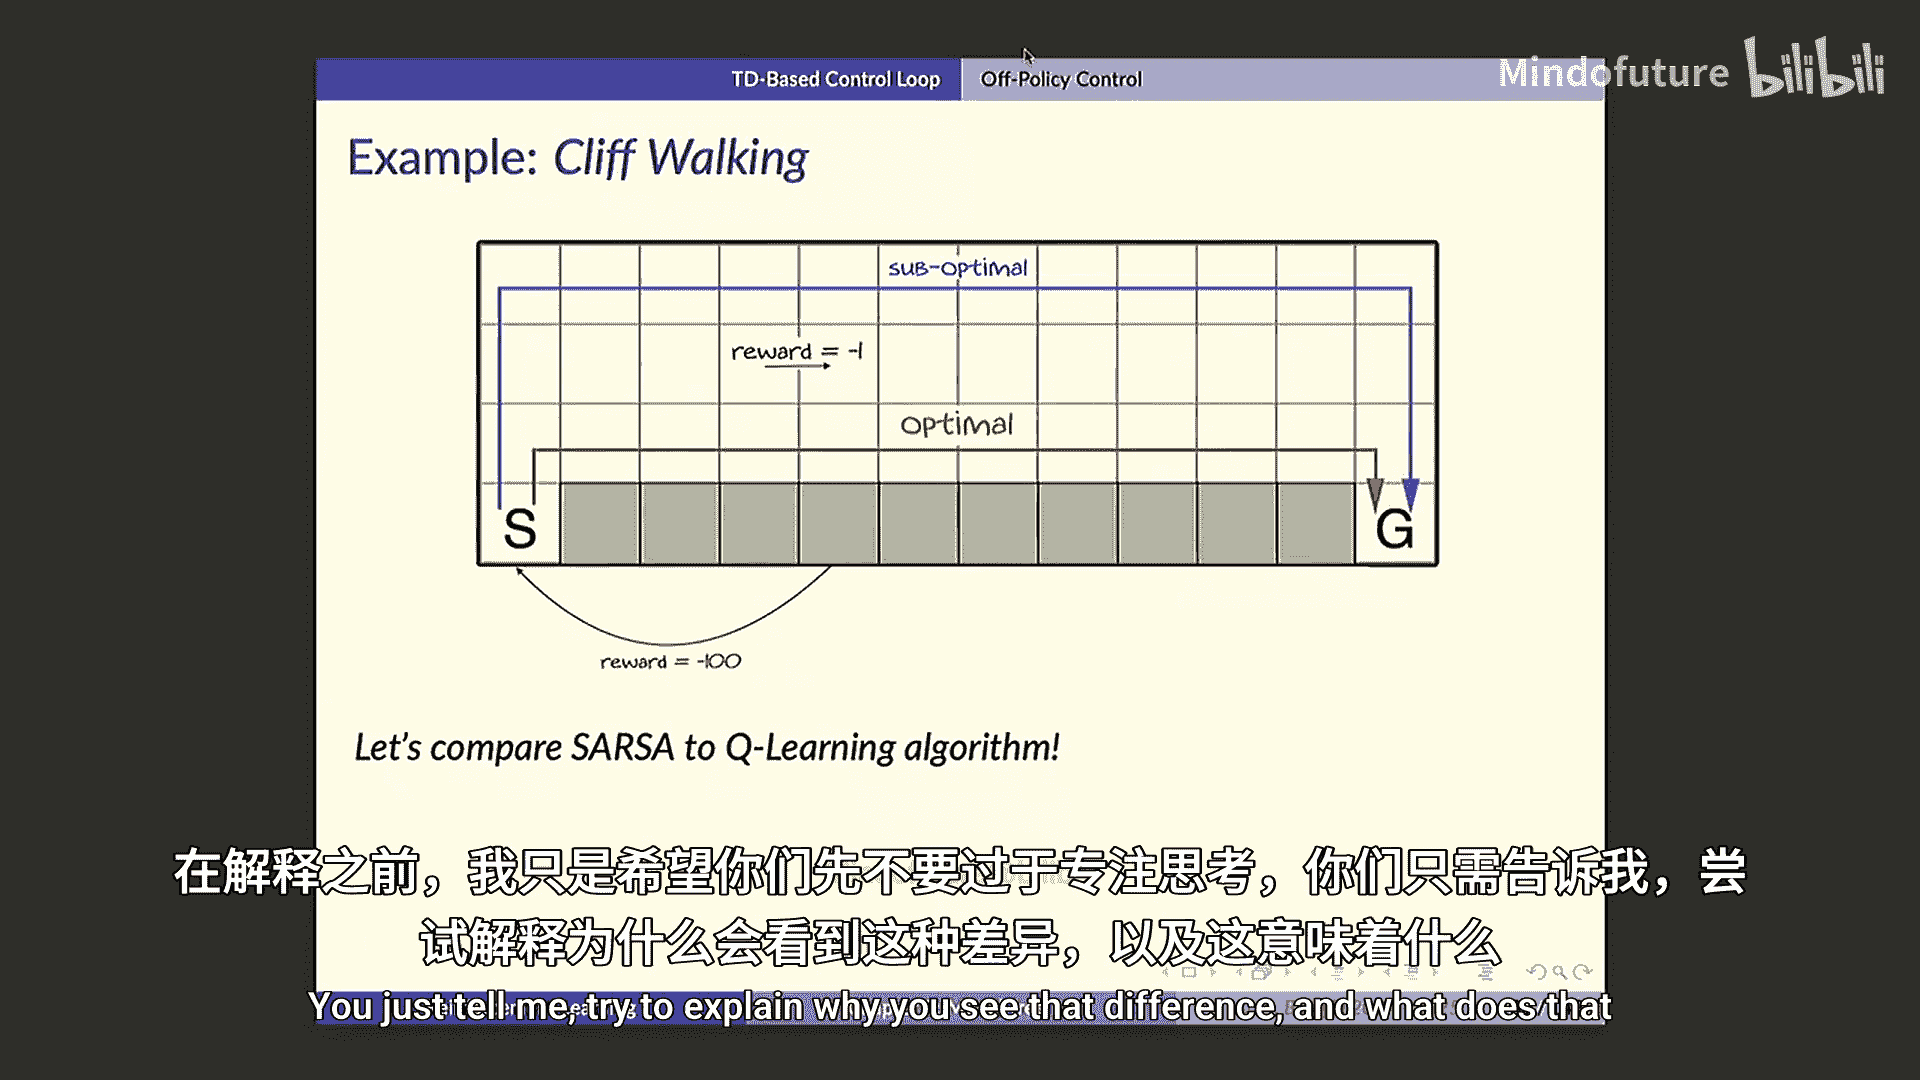 TD-Based Control Loop Off-Policy Control
Mindofuture bilibili
Example: Cliff Walking
sub-optimal
reward = -1
optimal
S
G
reward = -100
Let's compare SARSA to Q-Learning algorithm!
在解释之前，我只是希望你们先不要过于专注思考，你们只需告诉我，尝
试解释为什么会看到这种差异，以及这意味着什么
You just tell me, try to explain why you see that difference, and what does that